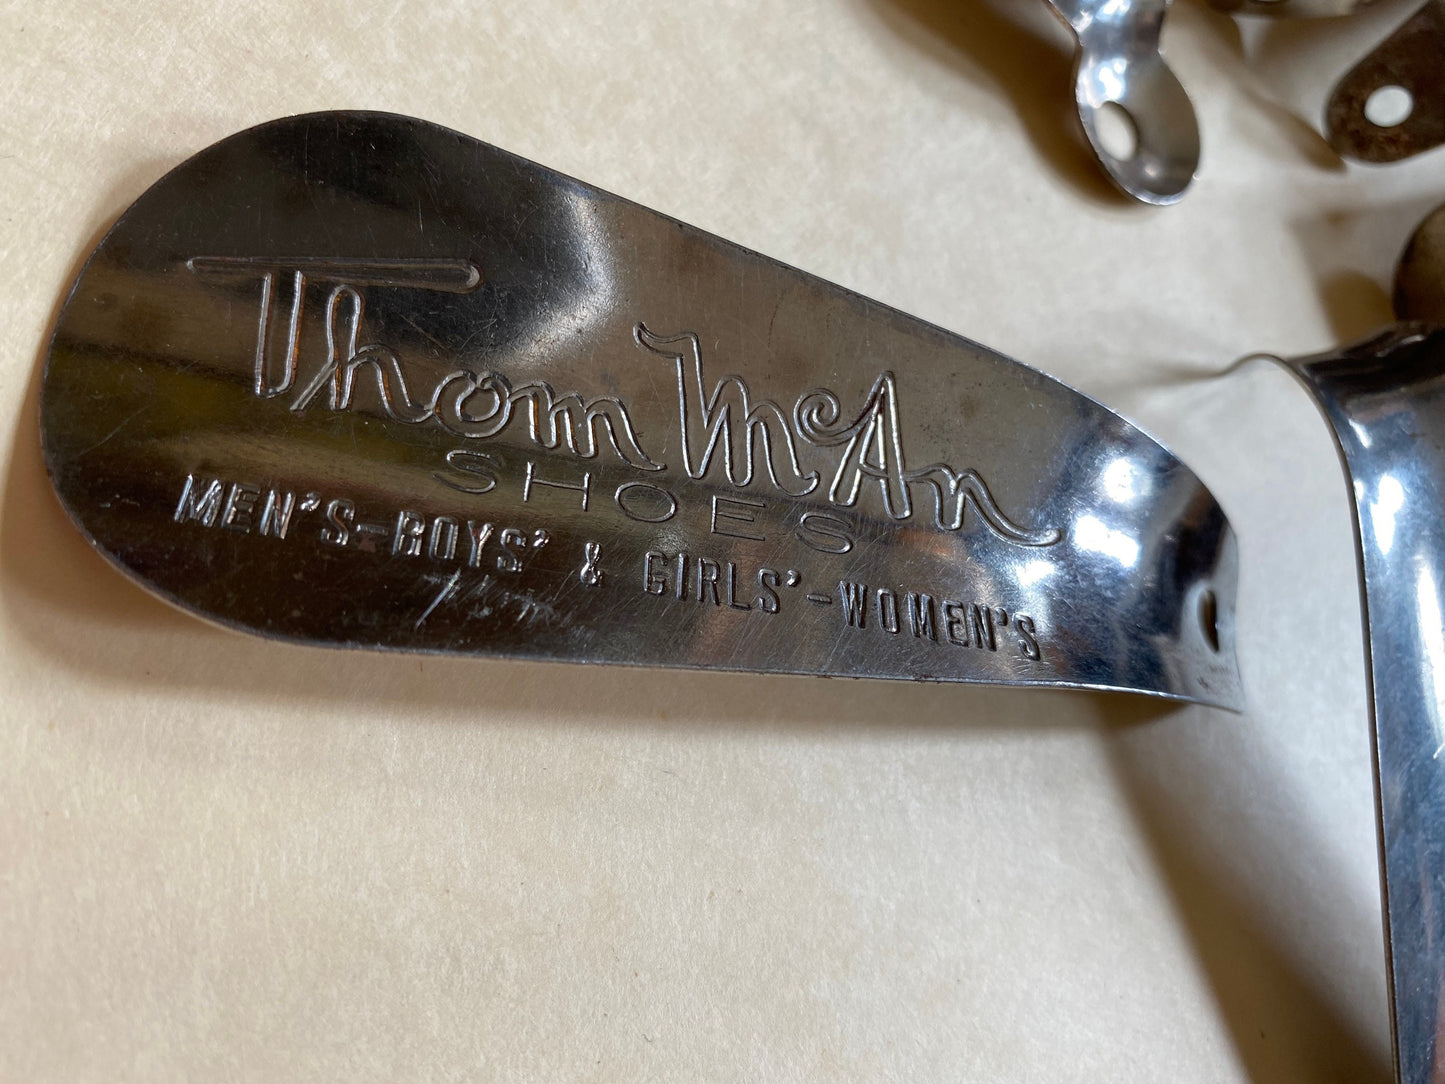 Thom McAn
SHOES
MEN'S-BOYS' & GIRLS'-WOMEN'S